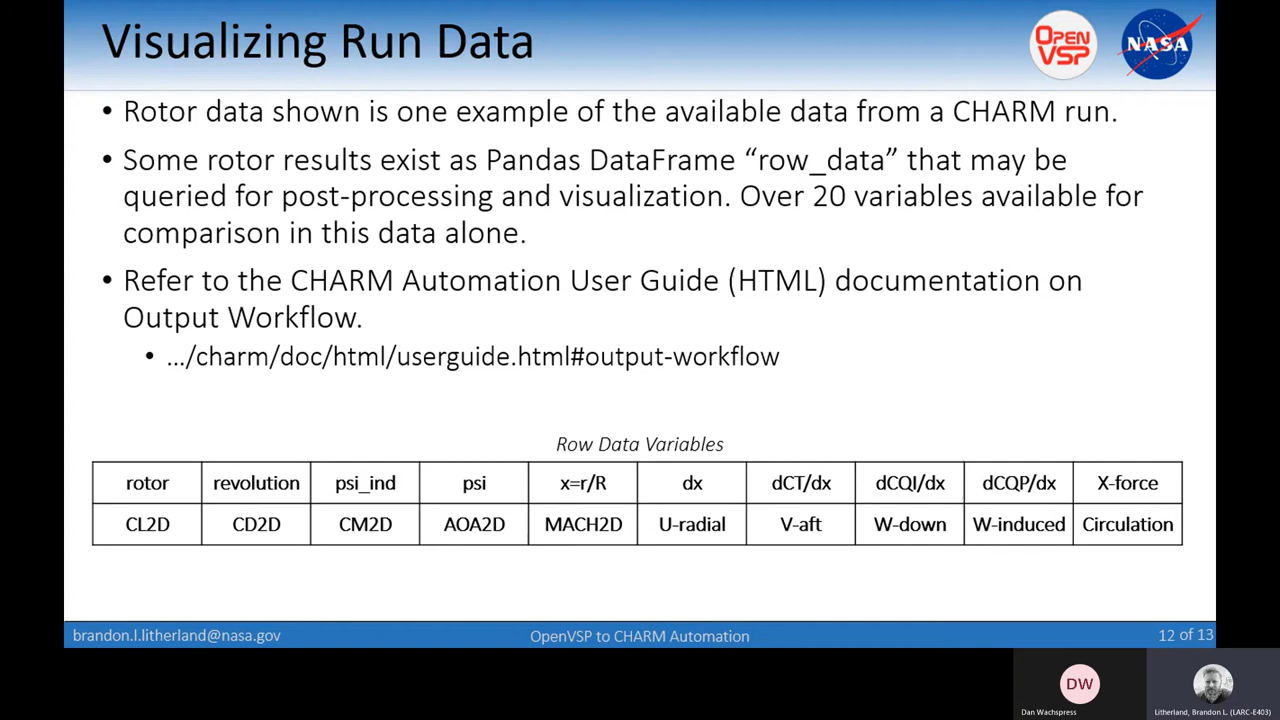 Visualizing Run Data
OPEN
VSP
NASA
• Rotor data shown is one example of the available data from a CHARM run.
• Some rotor results exist as Pandas DataFrame “row_data” that may be
queried for post-processing and visualization. Over 20 variables available for
comparison in this data alone.
• Refer to the CHARM Automation User Guide (HTML) documentation on
Output Workflow.
• …/charm/doc/html/userguide.html#output-workflow
Row Data Variables
rotor revolution psi_ind psi x=r/R dx dCT/dx dCQI/dx dCQP/dx X-force
CL2D CD2D CM2D AOA2D MACH2D U-radial V-aft W-down W-induced Circulation
brandon.l.litherland@nasa.gov OpenVSP to CHARM Automation 12 of 13
DW
Dan Wachspress Litherland, Brandon L. (LARC-E403)